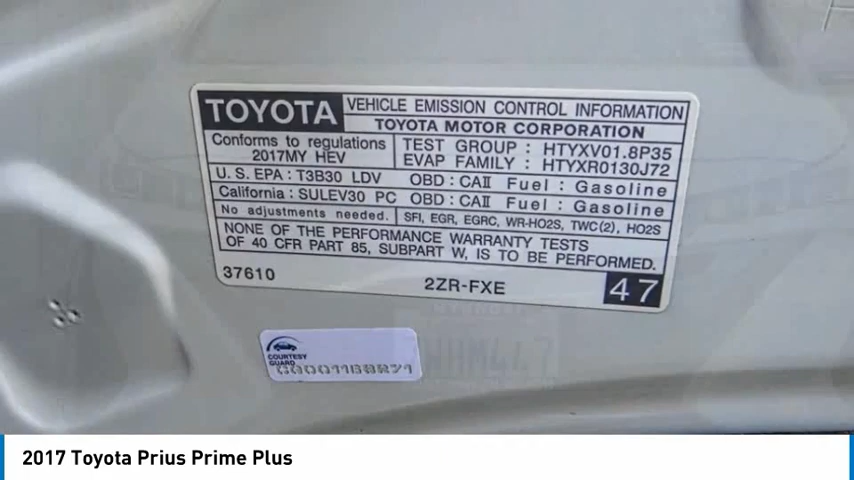 TOYOTA VEHICLE EMISSION CONTROL INFORMATION
TOYOTA MOTOR CORPORATION
Conforms to regulations
2017MY HEV
TEST GROUP : HTYXV01.8P35
EVAP FAMILY : HTYXR0130J72
U. S. EPA : T3B30 LDV OBD : CAII Fuel : Gasoline
California : SULEV30 PC OBD : CAII Fuel : Gasoline
No adjustments needed. SFI, EGR, EGRC, WR-HO2S, TWC(2), HO2S
NONE OF THE PERFORMANCE WARRANTY TESTS
OF 40 CFR PART 85, SUBPART W, IS TO BE PERFORMED.
37610 2ZR-FXE 47
COURTESY
GUARD
2017 Toyota Prius Prime Plus